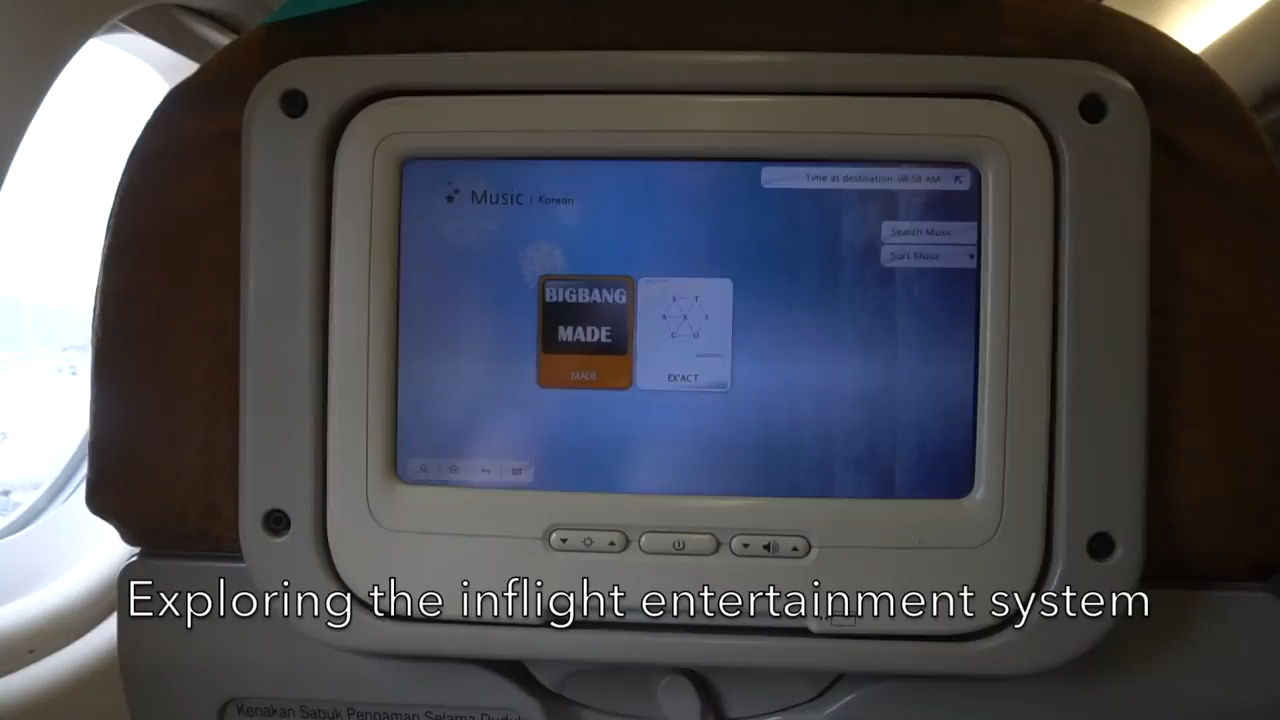 Time at destination 08:58 AM
Music | Korean
Search Music
Sort Music
BIGBANG
MADE
MADE
E T
A X 3
C O
EX'ACT
Exploring the inflight entertainment system
Kenakan Sabuk Pengaman Selama Duduk